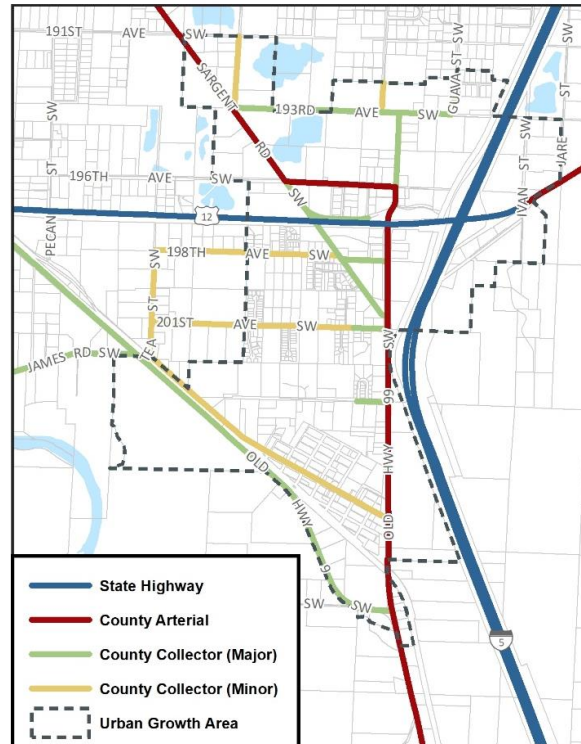 191ST AVE SW
SARGENT RD SW
193RD AVE SW
GUAVA ST SW
IVAN ST SW
JARE ST SW
PECAN ST SW
196TH AVE SW
12
198TH AVE SW
TEA ST SW
201ST AVE SW
JAMES RD SW
OLD HWY 99 SW
OLD HWY 9 SW
SW
5
State Highway
County Arterial
County Collector (Major)
County Collector (Minor)
Urban Growth Area